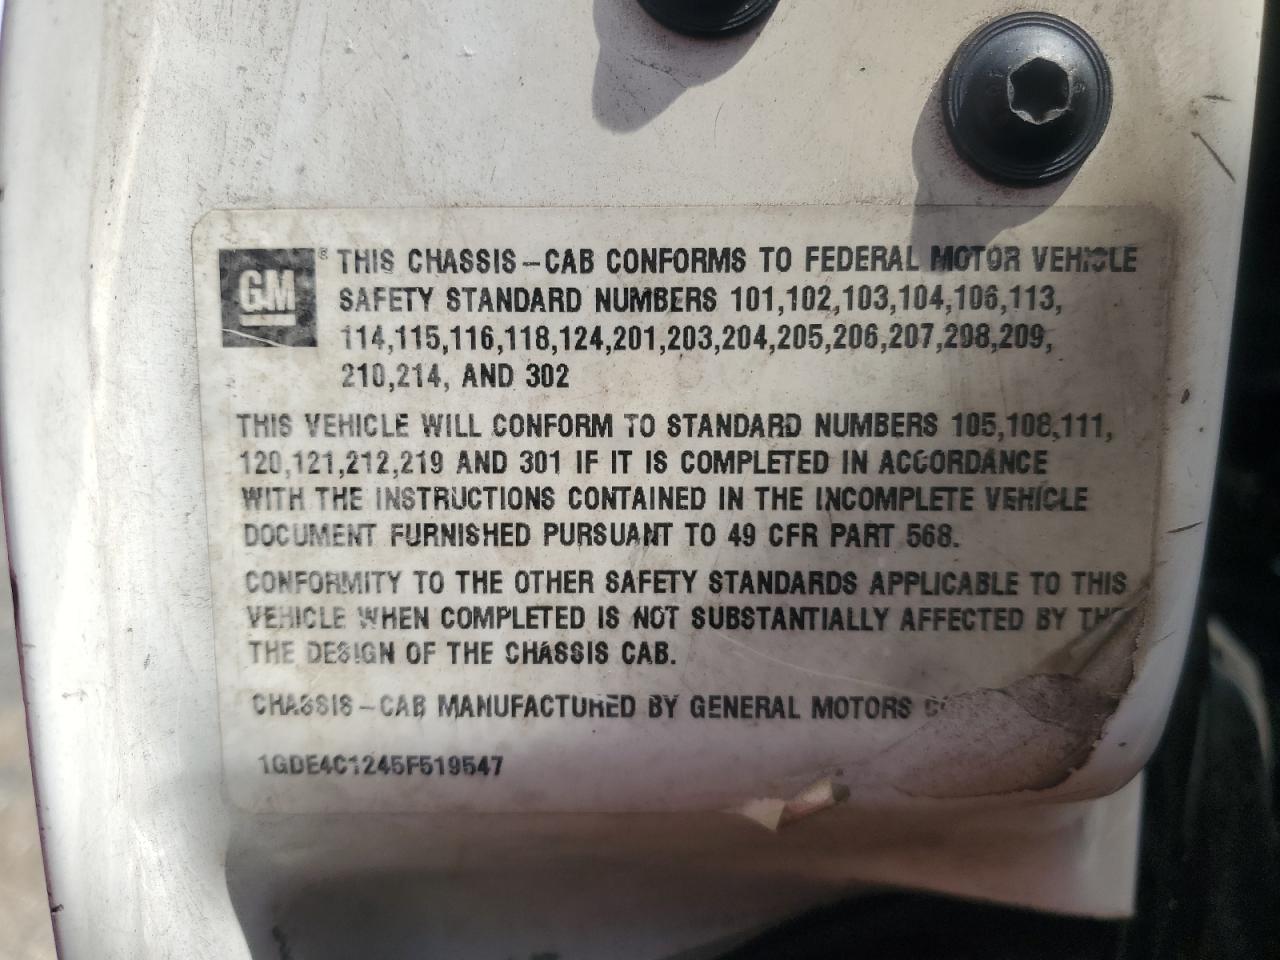 GM ® THIS CHASSIS-CAB CONFORMS TO FEDERAL MOTOR VEHICLE
SAFETY STANDARD NUMBERS 101,102,103,104,106,113,
114,115,116,118,124,201,203,204,205,206,207,208,209,
210,214, AND 302
THIS VEHICLE WILL CONFORM TO STANDARD NUMBERS 105,108,111,
120,121,212,219 AND 301 IF IT IS COMPLETED IN ACCORDANCE
WITH THE INSTRUCTIONS CONTAINED IN THE INCOMPLETE VEHICLE
DOCUMENT FURNISHED PURSUANT TO 49 CFR PART 568.
CONFORMITY TO THE OTHER SAFETY STANDARDS APPLICABLE TO THIS
VEHICLE WHEN COMPLETED IS NOT SUBSTANTIALLY AFFECTED BY THE
THE DESIGN OF THE CHASSIS CAB.
CHASSIS-CAB MANUFACTURED BY GENERAL MOTORS
1GDE4C1245F519547